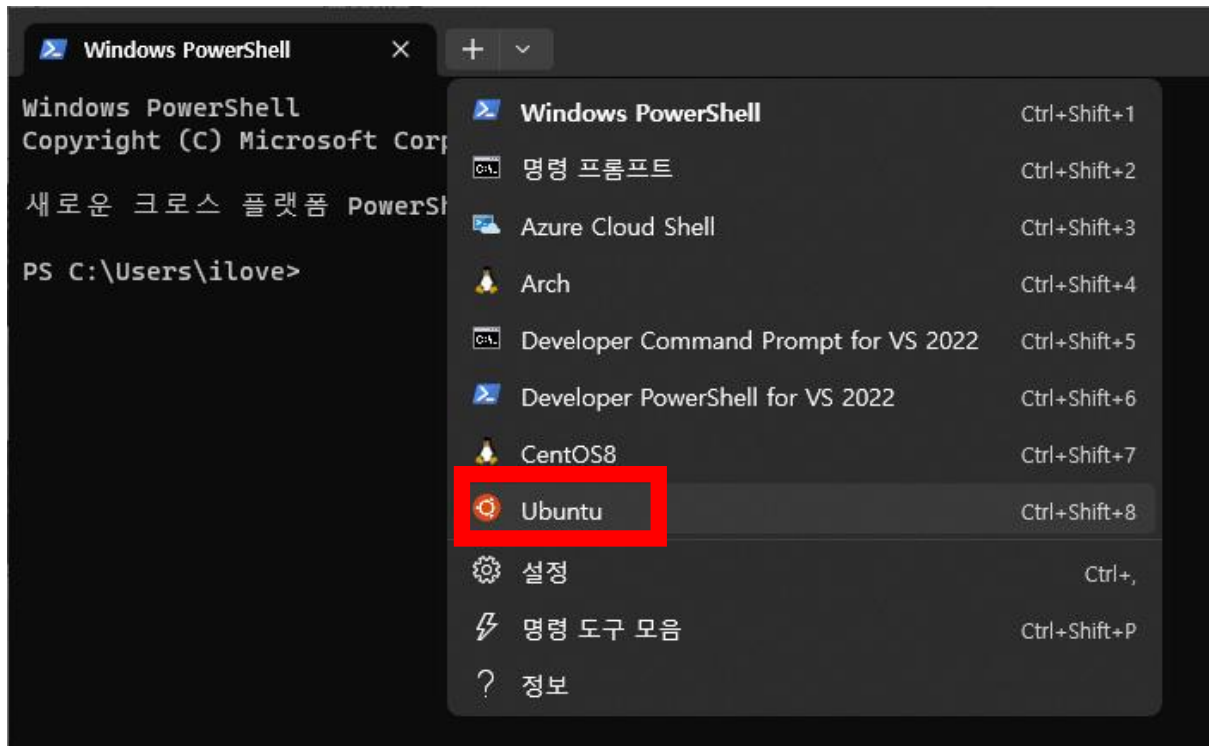 Windows PowerShell
Windows PowerShell
Copyright (C) Microsoft
새로운 크로스 플랫폼
PS C:\Users\ilove>
Windows PowerShell Ctrl+Shift+1
명령 프롬프트 Ctrl+Shift+2
Azure Cloud Shell Ctrl+Shift+3
Arch Ctrl+Shift+4
Developer Command Prompt for VS 2022 Ctrl+Shift+5
Developer PowerShell for VS 2022 Ctrl+Shift+6
CentOS8 Ctrl+Shift+7
Ubuntu Ctrl+Shift+8
설정 Ctrl+,
명령 도구 모음 Ctrl+Shift+P
정보